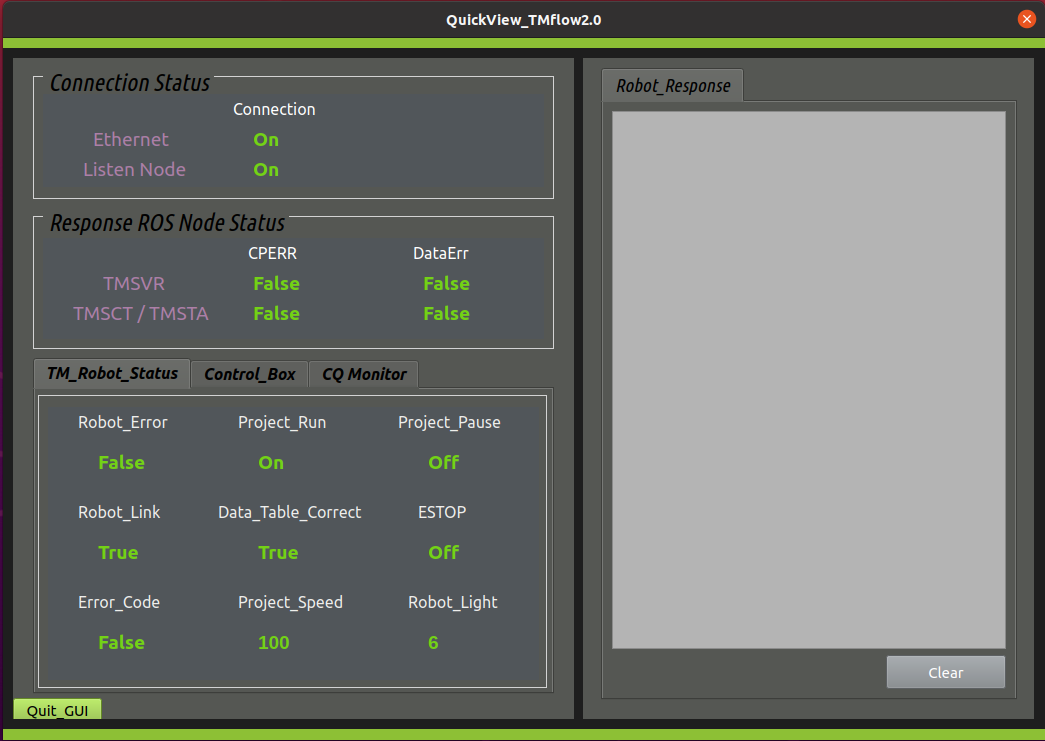 QuickView_TMflow2.0
Connection Status
Connection
Ethernet On
Listen Node On
Response ROS Node Status
CPERR DataErr
TMSVR False False
TMSCT / TMSTA False False
TM_Robot_Status Control_Box CQ Monitor
Robot_Error Project_Run Project_Pause
False On Off
Robot_Link Data_Table_Correct ESTOP
True True Off
Error_Code Project_Speed Robot_Light
False 100 6
Quit_GUI
Robot_Response
Clear